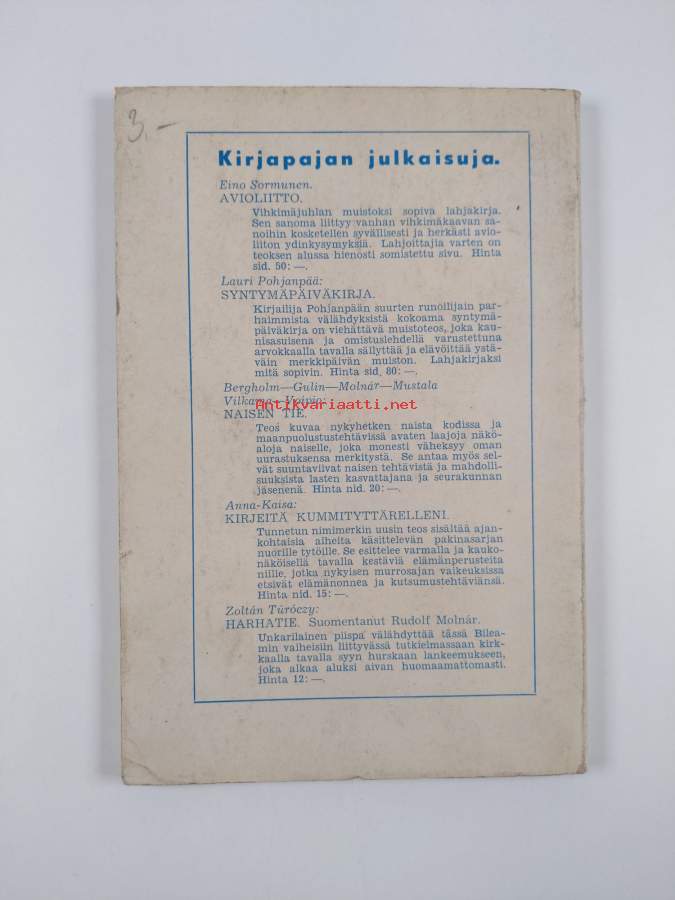 3.-
Kirjapajan julkaisuja.
Eino Sormunen.
AVIOLIITTO.
Vihkimäjuhlan muistoksi sopiva lahjakirja.
Sen sanoma liittyy vanhan vihkimäkaavan sa-
noihin kosketellen syvällisesti ja herkästi avio-
liiton ydinkysymyksiä. Lahjoittajia varten on
teoksen alussa hienosti somistettu sivu. Hinta
sid. 50: —.
Lauri Pohjanpää:
SYNTYMÄPÄIVÄKIRJA.
Kirjailija Pohjanpään suurten runoilijain par-
haimmista välähdyksistä kokoama syntymä-
päiväkirja on viehättävä muistoteos, joka kau-
nisasuisena ja omistuslehdellä varustettuna
arvokkaalla tavalla säilyttää ja elävöittää ystä-
väin merkkipäivän muiston. Lahjakirjaksi
mitä sopivin. Hinta sid. 80: —.
Bergholm—Gulin—Molnár—Mustala
Vilkama—Voipio:
Antikvariaatti.net
NAISEN TIE.
Teos kuvaa nykyhetken naista kodissa ja
maanpuolustustehtävissä avaten laajoja näkö-
aloja naiselle, joka monesti väheksyy oman
uurastuksensa merkitystä. Se antaa myös sel-
vät suuntaviivat naisen tehtävistä ja mahdolli-
suuksista lasten kasvattajana ja seurakunnan
jäsenenä. Hinta nid. 20: —.
Anna-Kaisa:
KIRJEITÄ KUMMITYTTÄRELLENI.
Tunnetun nimimerkin uusin teos sisältää ajan-
kohtaisia aiheita käsittelevän pakinasarjan
nuorille tytöille. Se esittelee varmalla ja kauko-
näköisellä tavalla kestäviä elämänperusteita
niille, jotka nykyisen murrosajan vaikeuksissa
etsivät elämänonnea ja kutsumustehtäviänsä.
Hinta nid. 15: —.
Zoltán Túróczy:
HARHATIE. Suomentanut Rudolf Molnár.
Unkarilainen piispa välähdyttää tässä Bilea-
min vaiheisiin liittyvässä tutkielmassaan kirk-
kaalla tavalla syyn hurskaan lankeemukseen,
joka alkaa aluksi aivan huomaamattomasti.
Hinta 12: —.